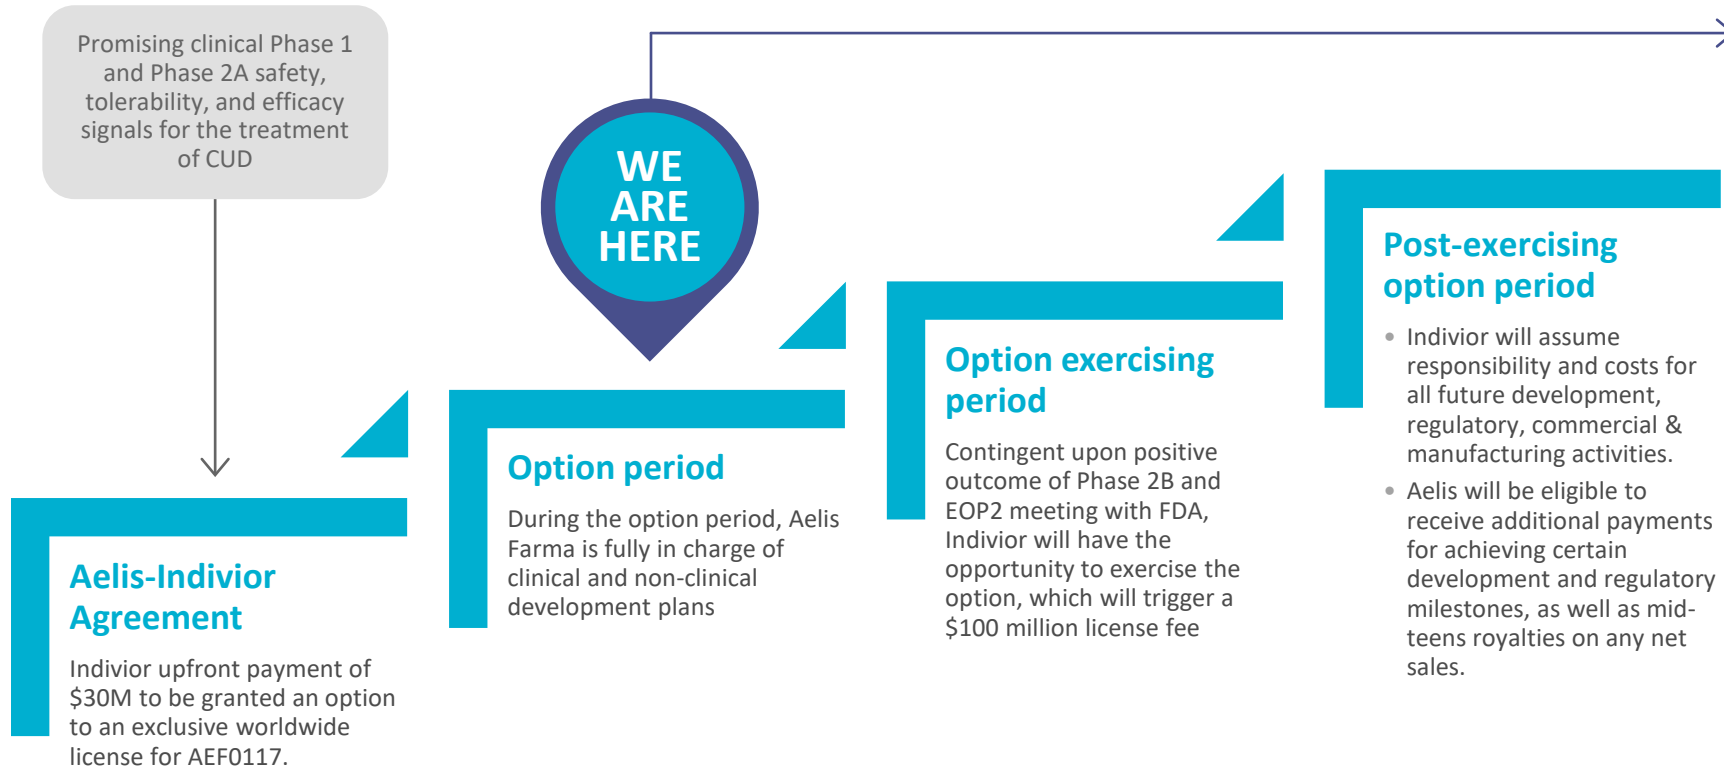 Promising clinical Phase 1
and Phase 2A safety,
tolerability, and efficacy
signals for the treatment
of CUD
WE
ARE
HERE
Aelis-Indivior
Agreement
Indivior upfront payment of
$30M to be granted an option
to an exclusive worldwide
license for AEF0117.
Option period
During the option period, Aelis
Farma is fully in charge of
clinical and non-clinical
development plans
Option exercising
period
Contingent upon positive
outcome of Phase 2B and
EOP2 meeting with FDA,
Indivior will have the
opportunity to exercise the
option, which will trigger a
$100 million license fee
Post-exercising
option period
• Indivior will assume
responsibility and costs for
all future development,
regulatory, commercial &
manufacturing activities.
• Aelis will be eligible to
receive additional payments
for achieving certain
development and regulatory
milestones, as well as mid-
teens royalties on any net
sales.